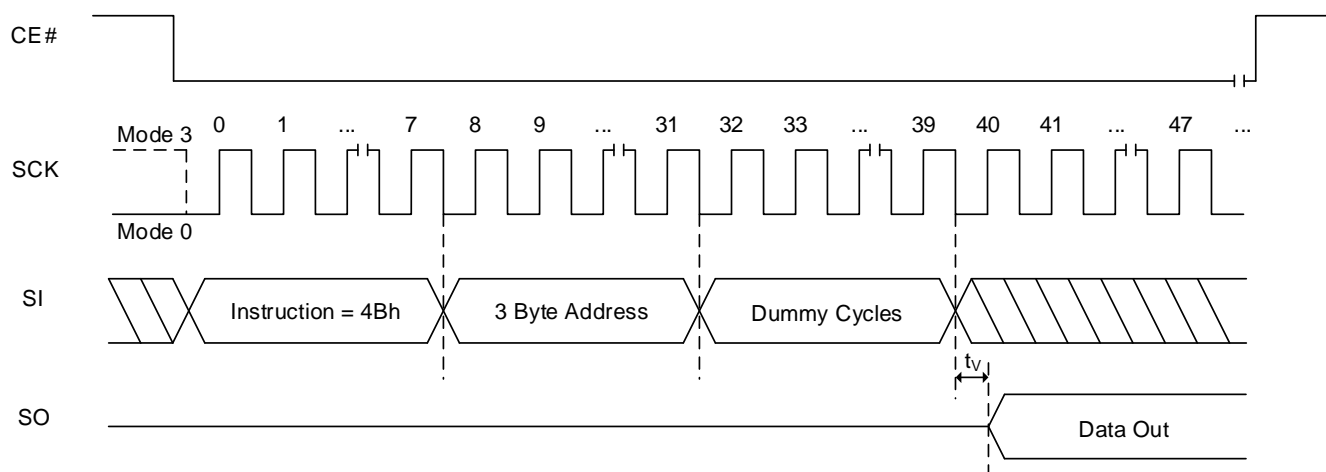 CE#
Mode 3 0 1 ... 7 8 9 ... 31 32 33 ... 39 40 41 ... 47 ...
SCK
Mode 0
SI Instruction = 4Bh 3 Byte Address Dummy Cycles
tV
SO Data Out